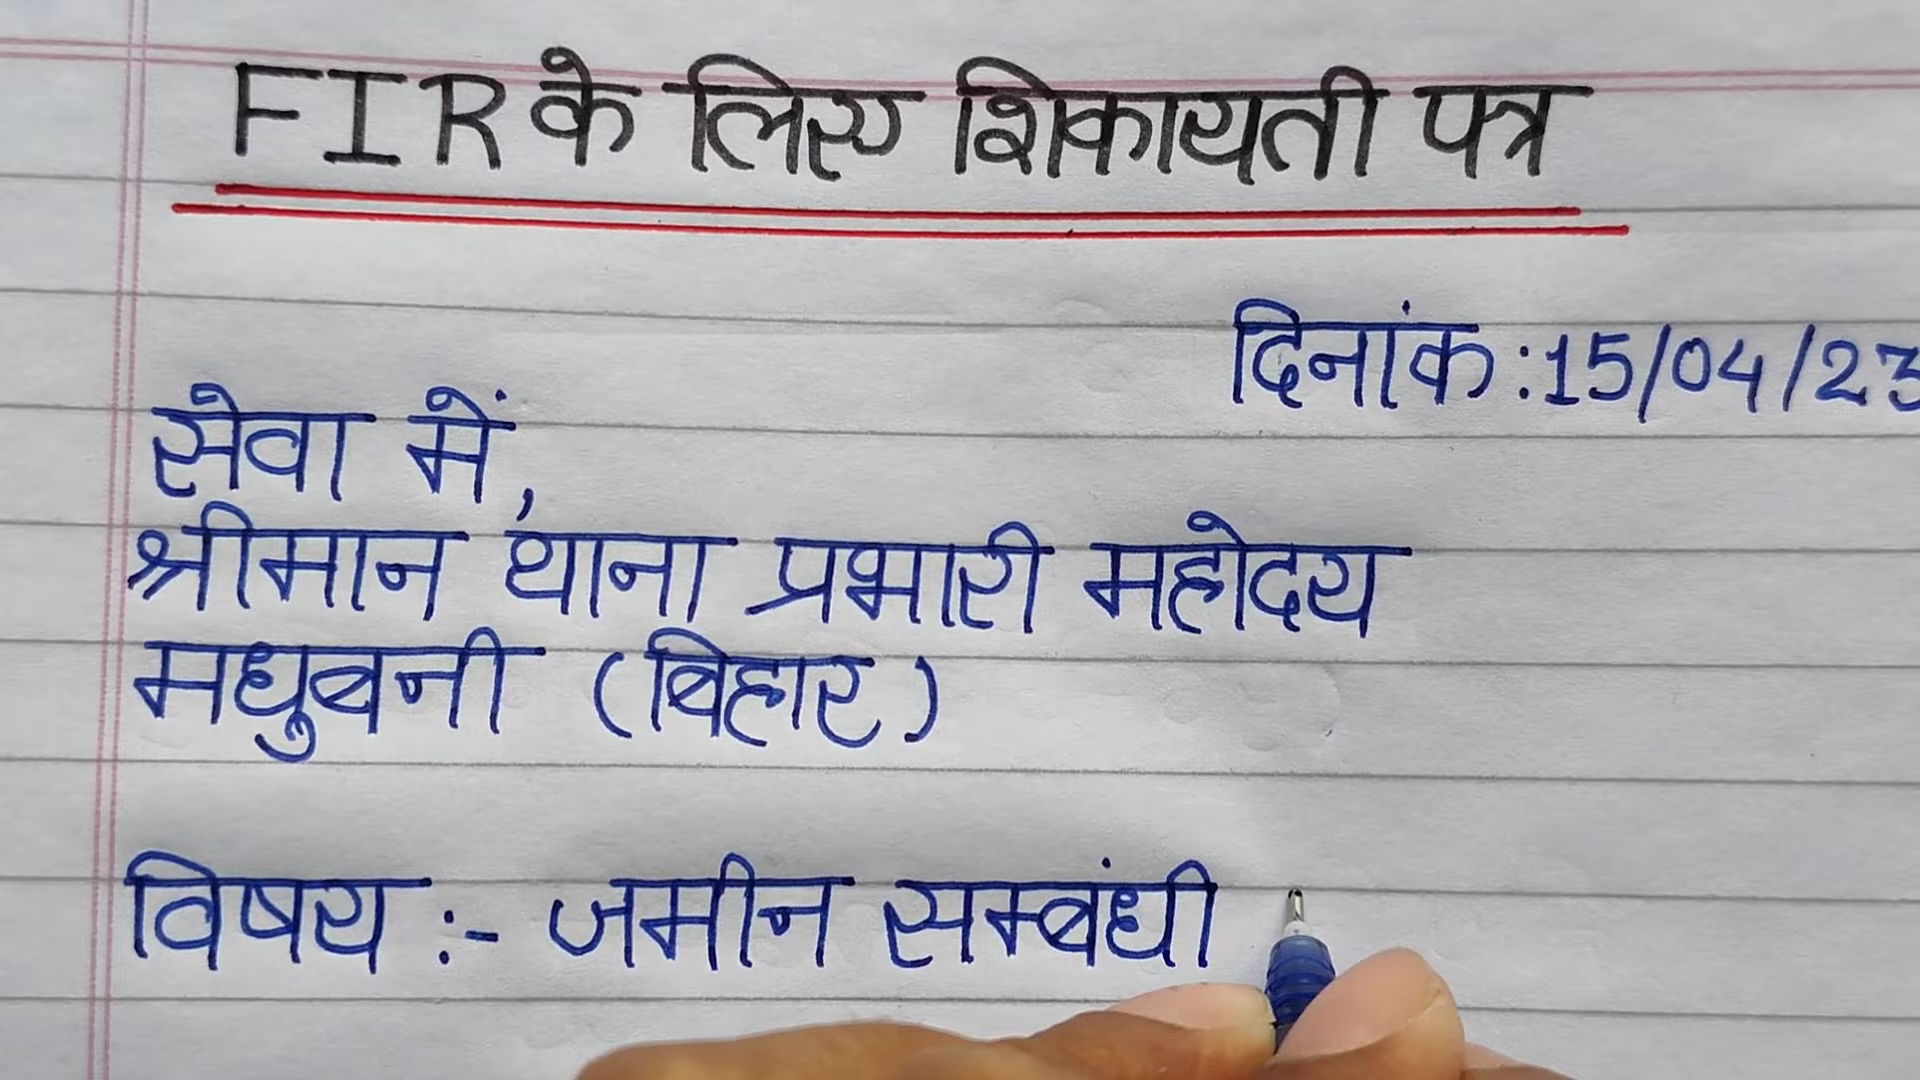 FIR के लिए शिकायती पत्र
दिनांक :15/04/23
सेवा में,
श्रीमान थाना प्रभारी महोदय
मधुबनी (बिहार)
विषय :- जमीन सम्बंधी